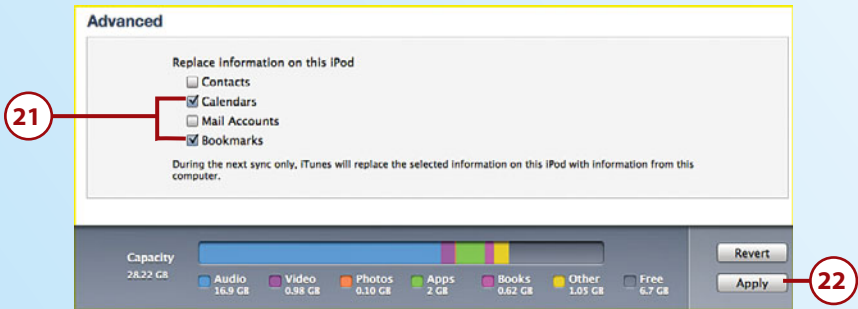 Advanced
Replace information on this iPod
Contacts
21
Calendars
Mail Accounts
Bookmarks
During the next sync only, iTunes will replace the selected information on this iPod with information from this
computer.
Capacity
28.22 GB
Audio
16.9 GB
Video
0.98 GB
Photos
0.10 GB
Apps
2 GB
Books
0.62 GB
Other
1.05 GB
Free
6.7 GB
Revert
Apply
22